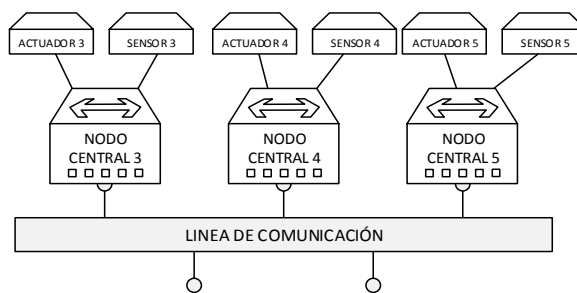 ACTUADOR 3 SENSOR 3 ACTUADOR 4 SENSOR 4 ACTUADOR 5 SENSOR 5
NODO CENTRAL 3
NODO CENTRAL 4
NODO CENTRAL 5
LINEA DE COMUNICACIÓN